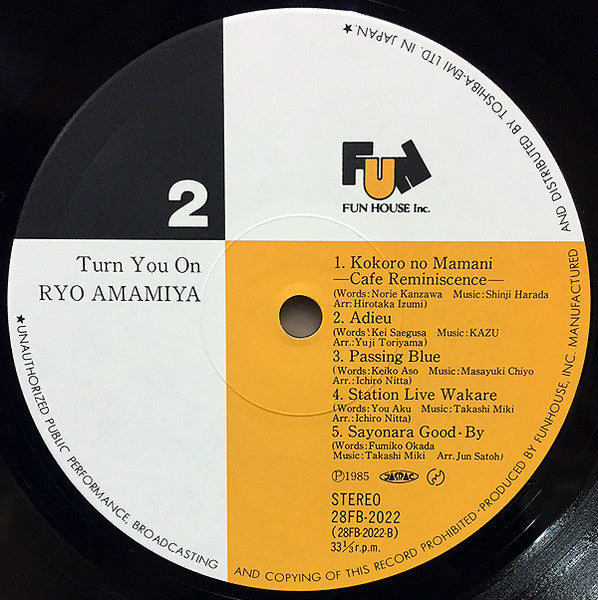 2
FUN
FUN HOUSE Inc.
Turn You On
RYO AMAMIYA
1. Kokoro no Mamani
—Cafe Reminiscence—
(Words:Norie Kanzawa Music:Shinji Harada
Arr:Hirotaka Izumi)
2. Adieu
(Words:Kei Saegusa Music:KAZU
Arr.:Yuji Toriyama)
3. Passing Blue
(Words:Keiko Aso Music:Masayuki Chiyo
Arr.:Ichiro Nitta)
4. Station Live Wakare
(Words:You Aku Music:Takashi Miki
Arr.:Ichiro Nitta)
5. Sayonara Good-By
(Words:Fumiko Okada
Music:Takashi Miki Arr.Jun Satoh)
Ⓟ1985 JASRAC
STEREO
28FB-2022
(28FB-2022-B)
33⅓r.p.m.
★UNAUTHORIZED PUBLIC PERFORMANCE, BROADCASTING AND COPYING OF THIS RECORD PROHIBITED·PRODUCED BY FUNHOUSE, INC. MANUFACTURED AND DISTRIBUTED BY TOSHIBA-EMI LTD. IN JAPAN.★